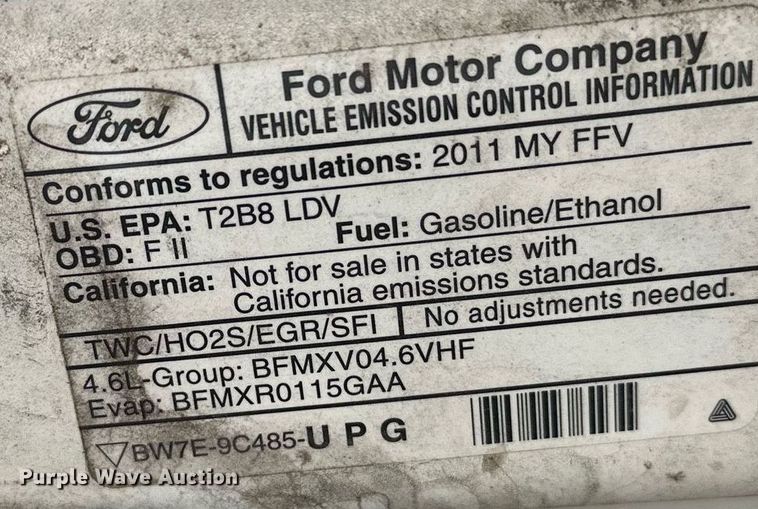 Ford
Ford Motor Company
VEHICLE EMISSION CONTROL INFORMATION
Conforms to regulations: 2011 MY FFV
U.S. EPA: T2B8 LDV
OBD: F II
Fuel: Gasoline/Ethanol
California: Not for sale in states with
California emissions standards.
TWC/HO2S/EGR/SFI
No adjustments needed.
4.6L-Group: BFMXV04.6VHF
Evap: BFMXR0115GAA
BW7E-9C485-U P G
Purple Wave Auction